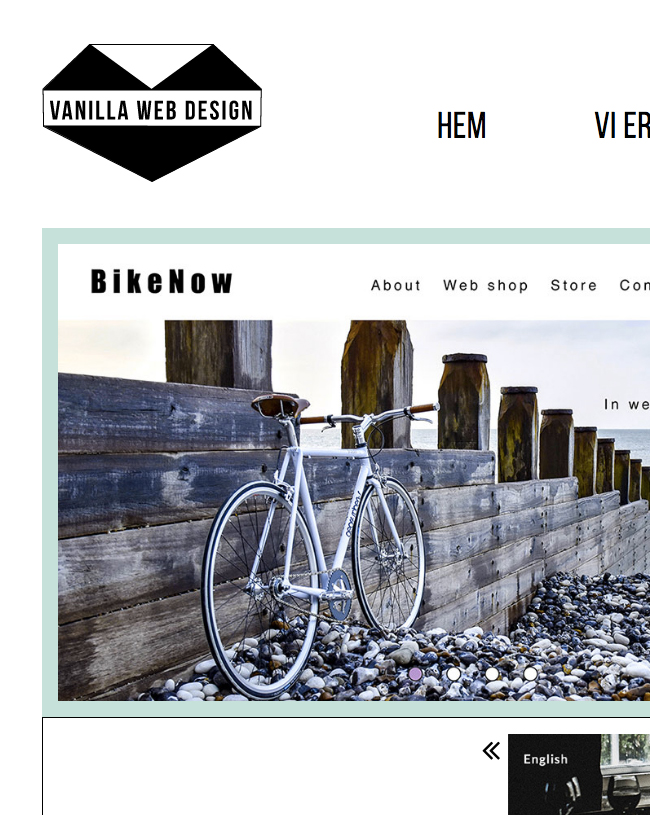 VANILLA WEB DESIGN
HEM VI ER
BikeNow
About Web shop Store Con
In we
English